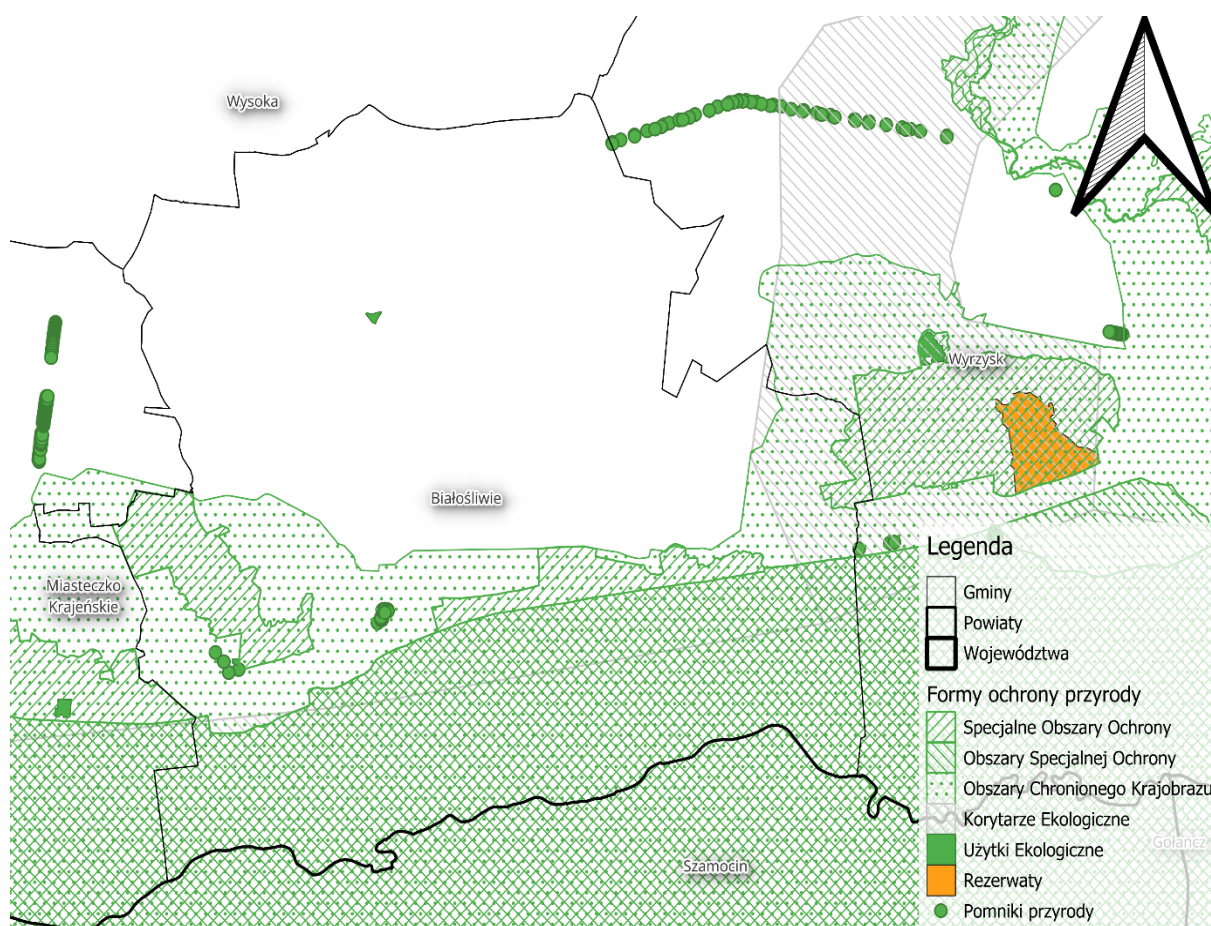 Wysoka
Wyrzysk
Białośliwie
Miasteczko
Krajeńskie
Szamocin
Gołańcz
Legenda
Gminy
Powiaty
Województwa
Formy ochrony przyrody
Specjalne Obszary Ochrony
Obszary Specjalnej Ochrony
Obszary Chronionego Krajobrazu
Korytarze Ekologiczne
Użytki Ekologiczne
Rezerwaty
Pomniki przyrody